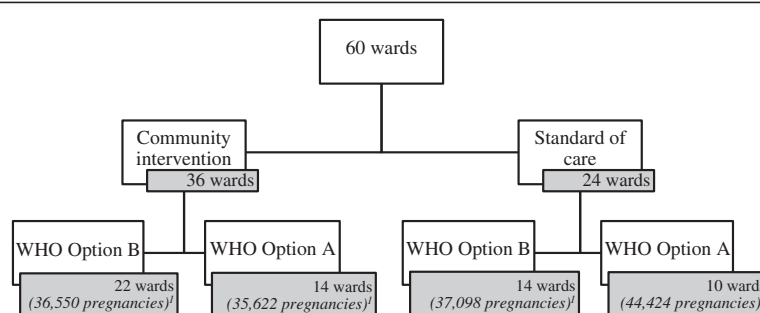 60 wards
Community
intervention
36 wards
Standard of
care
24 wards
WHO Option B
22 wards
(36,550 pregnancies)1
WHO Option A
14 wards
(35,622 pregnancies)1
WHO Option B
14 wards
(37,098 pregnancies)1
WHO Option A
10 ward
(44,424 pregnancies)